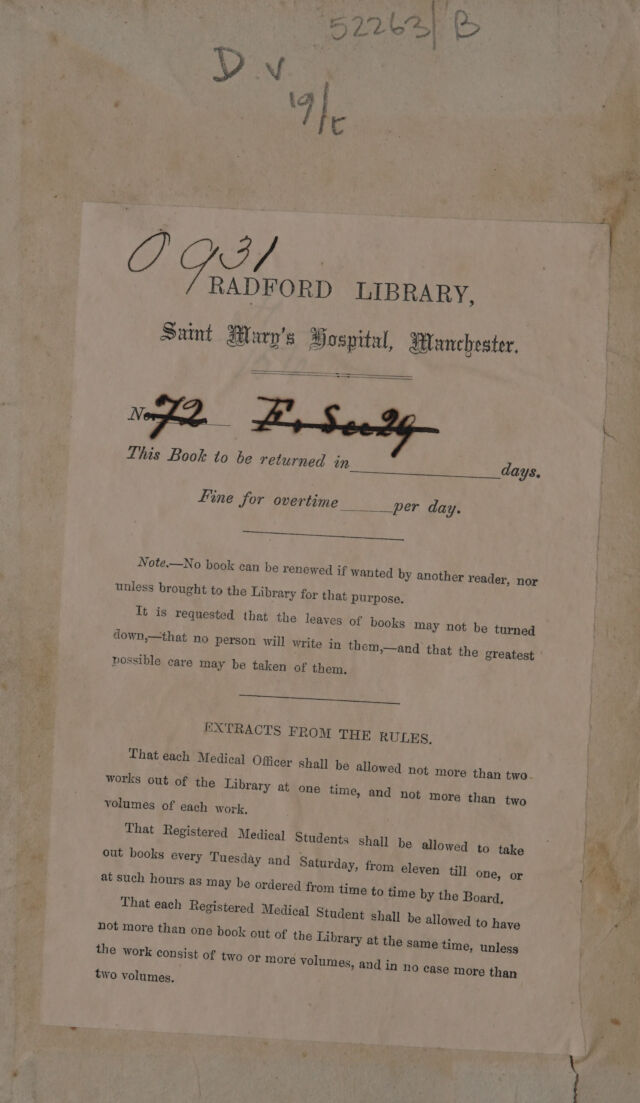 52263/B
D.V
19/t
0931
RADFORD LIBRARY,
Saint Mary's Hospital, Manchester.
No. 72 F. See 29
This Book to be returned in days.
Fine for overtime per day.
Note.—No book can be renewed if wanted by another reader, nor
unless brought to the Library for that purpose.
It is requested that the leaves of books may not be turned
down,—that no person will write in them,—and that the greatest
possible care may be taken of them.
EXTRACTS FROM THE RULES.
That each Medical Officer shall be allowed not more than two
works out of the Library at one time, and not more than two
volumes of each work.
That Registered Medical Students shall be allowed to take
out books every Tuesday and Saturday, from eleven till one, or
at such hours as may be ordered from time to time by the Board.
That each Registered Medical Student shall be allowed to have
not more than one book out of the Library at the same time, unless
the work consist of two or more volumes, and in no case more than
two volumes.